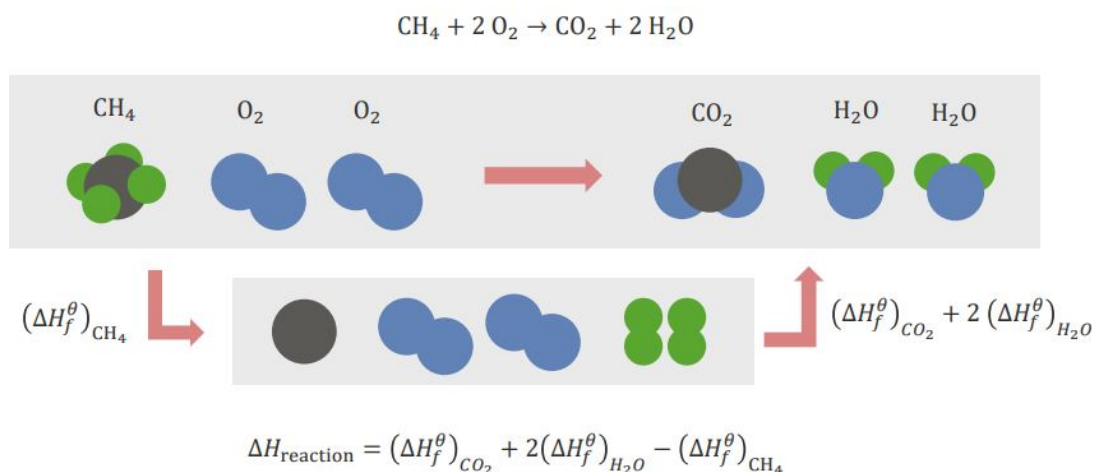 CH₄ + 2 O₂ → CO₂ + 2 H₂O
CH₄ O₂ O₂ CO₂ H₂O H₂O
(ΔH_f^θ)_CH₄
(ΔH_f^θ)_CO₂ + 2 (ΔH_f^θ)_H₂O
ΔH_reaction = (ΔH_f^θ)_CO₂ + 2(ΔH_f^θ)_H₂O − (ΔH_f^θ)_CH₄